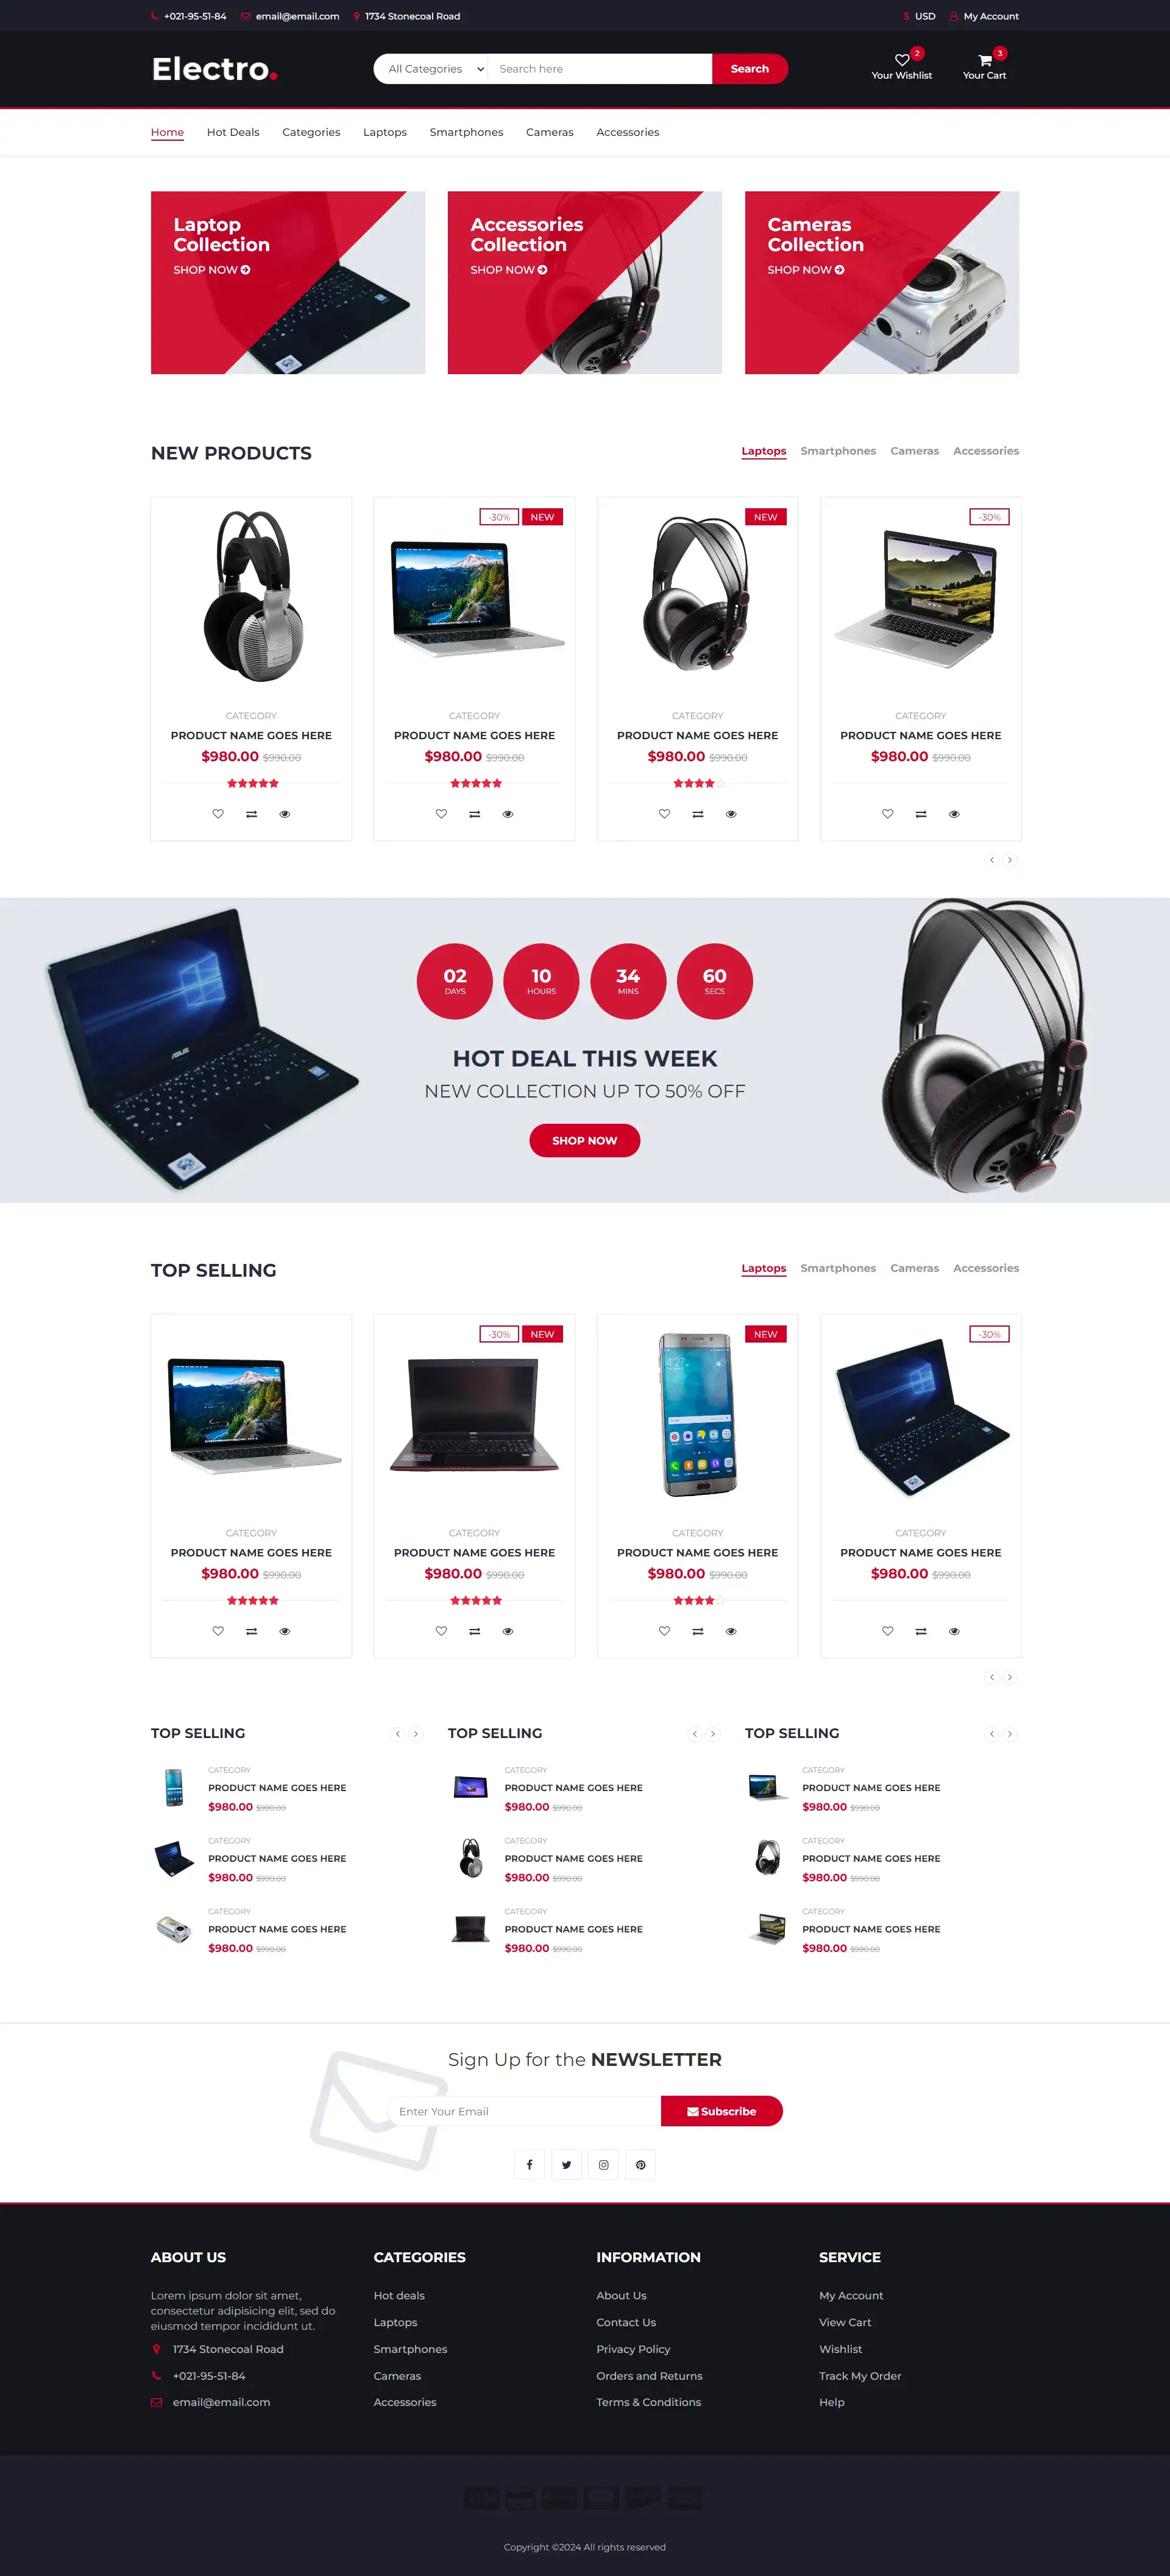 +021-95-51-84 email@email.com 1734 Stonecoal Road $ USD My Account
Electro. All Categories Search here Search 2 Your Wishlist 3 Your Cart
Home Hot Deals Categories Laptops Smartphones Cameras Accessories
Laptop
Collection
SHOP NOW
Accessories
Collection
SHOP NOW
Cameras
Collection
SHOP NOW
NEW PRODUCTS Laptops Smartphones Cameras Accessories
-30% NEW NEW -30%
CATEGORY CATEGORY CATEGORY CATEGORY
PRODUCT NAME GOES HERE PRODUCT NAME GOES HERE PRODUCT NAME GOES HERE PRODUCT NAME GOES HERE
$980.00 $990.00 $980.00 $990.00 $980.00 $990.00 $980.00 $990.00
02 10 34 60
DAYS HOURS MINS SECS
ASUS
HOT DEAL THIS WEEK
NEW COLLECTION UP TO 50% OFF
SHOP NOW
TOP SELLING Laptops Smartphones Cameras Accessories
-30% NEW NEW -30%
4:27
CATEGORY CATEGORY CATEGORY CATEGORY
PRODUCT NAME GOES HERE PRODUCT NAME GOES HERE PRODUCT NAME GOES HERE PRODUCT NAME GOES HERE
$980.00 $990.00 $980.00 $990.00 $980.00 $990.00 $980.00 $990.00
TOP SELLING TOP SELLING TOP SELLING
CATEGORY CATEGORY CATEGORY
PRODUCT NAME GOES HERE PRODUCT NAME GOES HERE PRODUCT NAME GOES HERE
$980.00 $990.00 $980.00 $990.00 $980.00 $990.00
CATEGORY CATEGORY CATEGORY
PRODUCT NAME GOES HERE PRODUCT NAME GOES HERE PRODUCT NAME GOES HERE
$980.00 $990.00 $980.00 $990.00 $980.00 $990.00
CATEGORY CATEGORY CATEGORY
PRODUCT NAME GOES HERE PRODUCT NAME GOES HERE PRODUCT NAME GOES HERE
$980.00 $990.00 $980.00 $990.00 $980.00 $990.00
Sign Up for the NEWSLETTER
Enter Your Email Subscribe
ABOUT US
Lorem ipsum dolor sit amet,
consectetur adipisicing elit, sed do
eiusmod tempor incididunt ut.
1734 Stonecoal Road
+021-95-51-84
email@email.com
CATEGORIES
Hot deals
Laptops
Smartphones
Cameras
Accessories
INFORMATION
About Us
Contact Us
Privacy Policy
Orders and Returns
Terms & Conditions
SERVICE
My Account
View Cart
Wishlist
Track My Order
Help
Copyright ©2024 All rights reserved